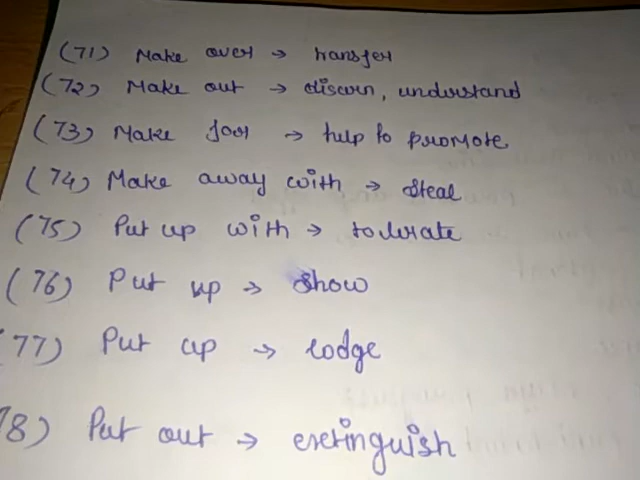 (71) Make over → transfer
(72) Make out → discern, understand
(73) Make for → help to promote
(74) Make away with → steal
(75) Put up with → tolerate
(76) Put up → show
(77) Put up → lodge
78) Put out → extinguish